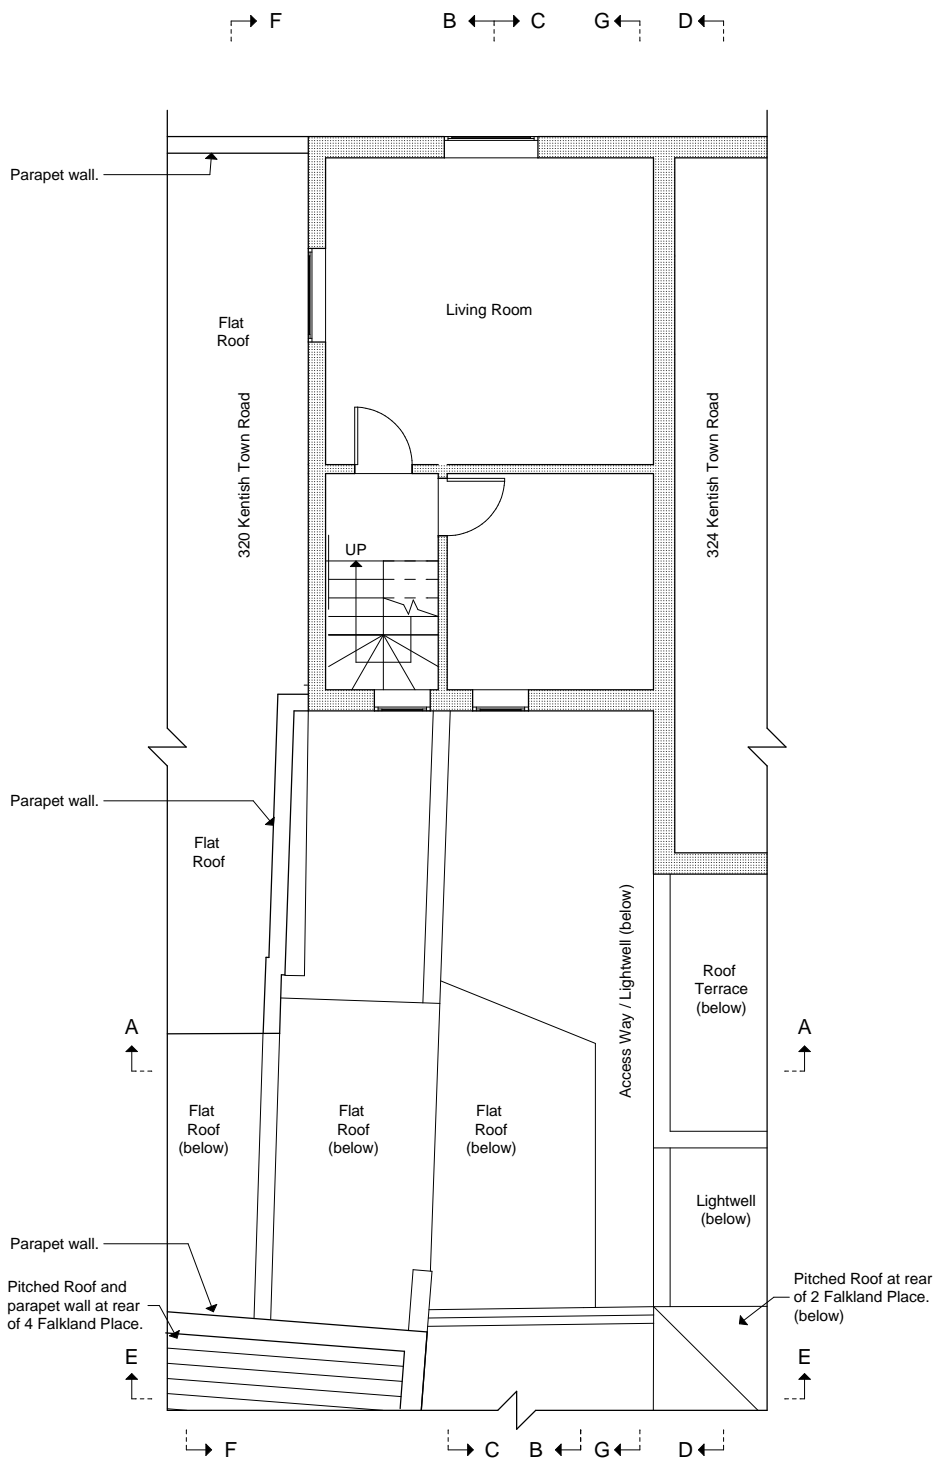 F
B
C
G
D
Parapet wall.
Living Room
Flat
Roof
320 Kentish Town Road
324 Kentish Town Road
UP
Parapet wall.
Flat
Roof
Access Way / Lightwell (below)
Roof
Terrace
(below)
A
A
Flat
Roof
(below)
Flat
Roof
(below)
Flat
Roof
(below)
Lightwell
(below)
Parapet wall.
Pitched Roof and
parapet wall at rear
of 4 Falkland Place.
Pitched Roof at rear
of 2 Falkland Place.
(below)
E
E
F
C
B
G
D